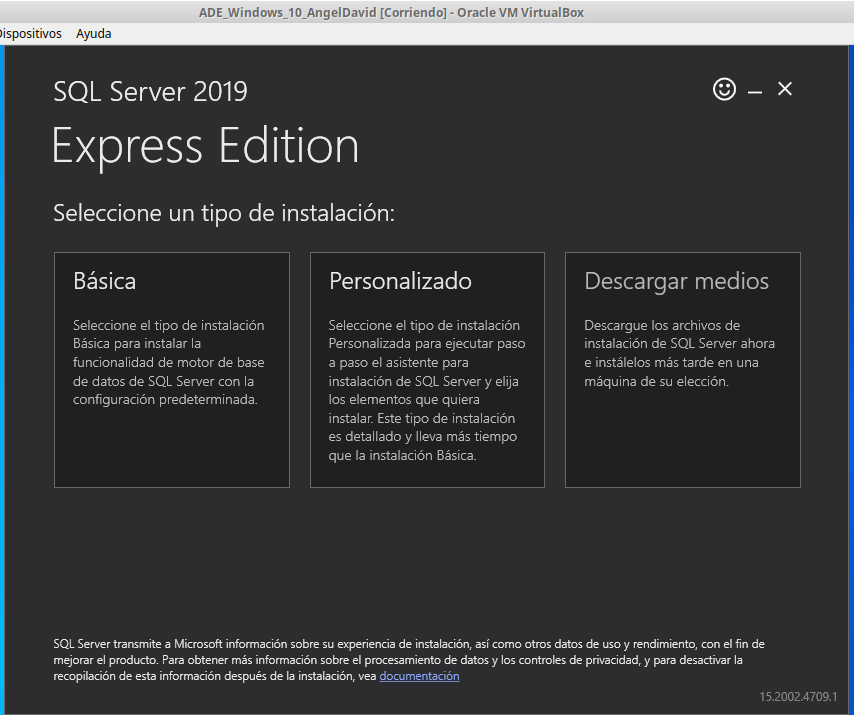 ADE_Windows_10_AngelDavid [Corriendo] - Oracle VM VirtualBox
Dispositivos Ayuda
SQL Server 2019
Express Edition
Seleccione un tipo de instalación:
Básica
Seleccione el tipo de instalación
Básica para instalar la
funcionalidad de motor de base
de datos de SQL Server con la
configuración predeterminada.
Personalizado
Seleccione el tipo de instalación
Personalizada para ejecutar paso
a paso el asistente para
instalación de SQL Server y elija
los elementos que quiera
instalar. Este tipo de instalación
es detallado y lleva más tiempo
que la instalación Básica.
Descargar medios
Descargue los archivos de
instalación de SQL Server ahora
e instálelos más tarde en una
máquina de su elección.
SQL Server transmite a Microsoft información sobre su experiencia de instalación, así como otros datos de uso y rendimiento, con el fin de
mejorar el producto. Para obtener más información sobre el procesamiento de datos y los controles de privacidad, y para desactivar la
recopilación de esta información después de la instalación, vea documentación
15.2002.4709.1